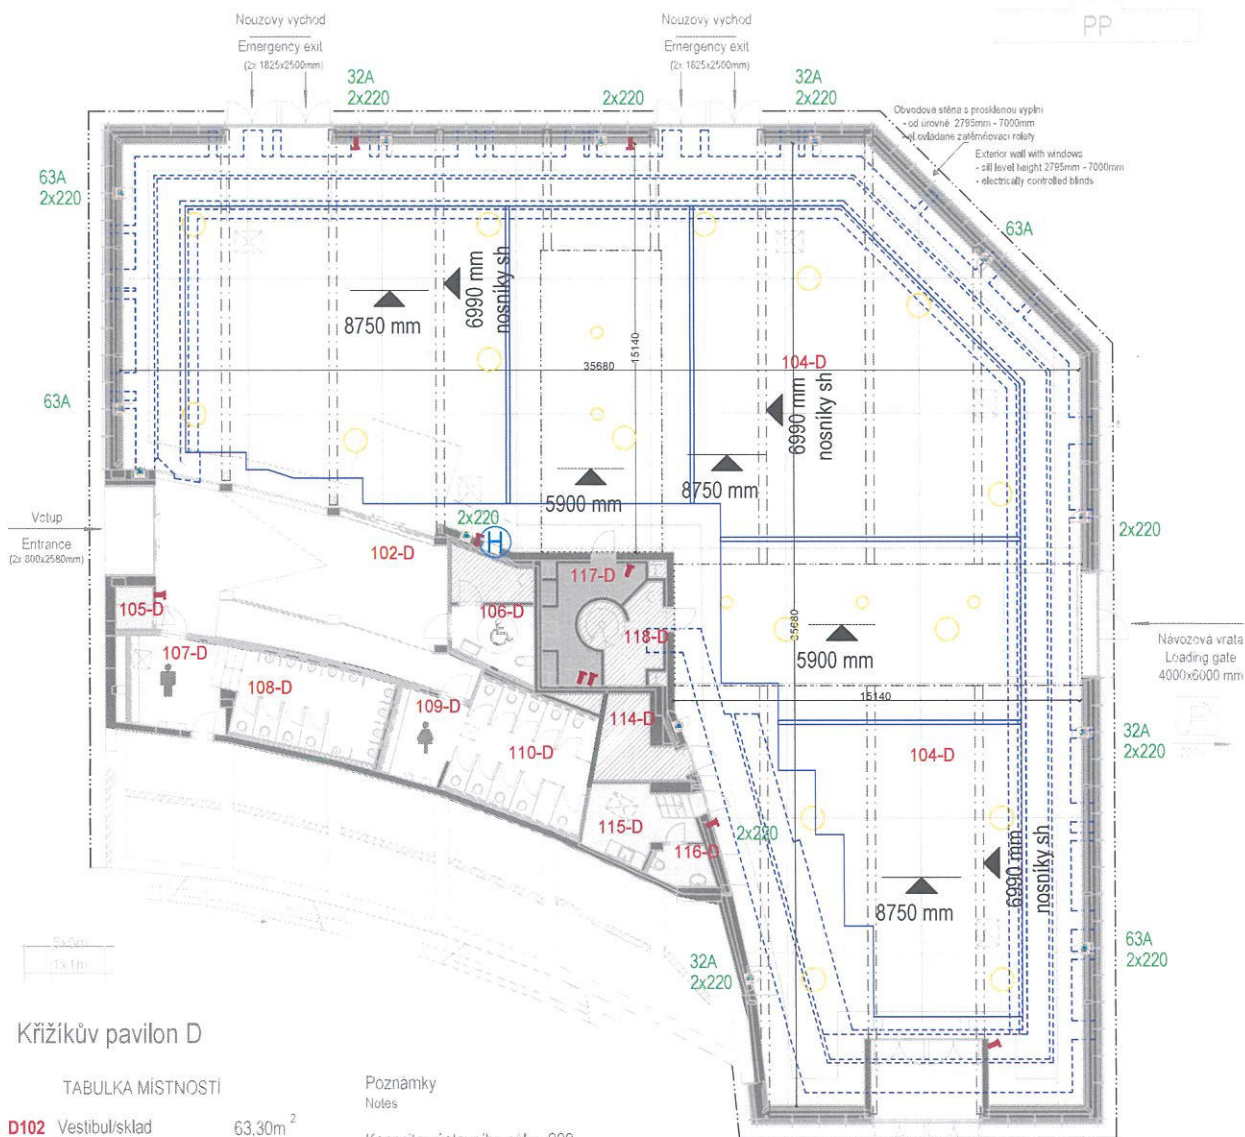 Nouzový východ
Emergency exit
(2x 1825x2500mm)
Nouzový východ
Emergency exit
(2x 1825x2500mm)
PP
32A
2x220
2x220
32A
2x220
Obvodová stěna s prosklenou výplní
- od úrovně 2795mm - 7000mm
- el.ovládané zatěmňovací rolety
Exterior wall with windows
- sill level height 2795mm - 7000mm
- electrically controlled blinds
63A
2x220
63A
6990 mm
nosníky sh
8750 mm
15140
35680
104-D
6990 mm
nosníky sh
63A
5900 mm
8750 mm
Vstup
Entrance
(2x 800x2580mm)
2x220
H
102-D
2x220
117-D
105-D
106-D
118-D
35680
5900 mm
Návozová vrata
Loading gate
4000x6000 mm
107-D
108-D
109-D
114-D
15140
110-D
104-D
32A
2x220
115-D
116-D
2x220
6990 mm
nosníky sh
8750 mm
32A
2x220
63A
2x220
5x5m
1x1m
Křižíkův pavilon D
TABULKA MÍSTNOSTÍ
Poznámky
Notes
D102 Vestibul/sklad 63,30m²